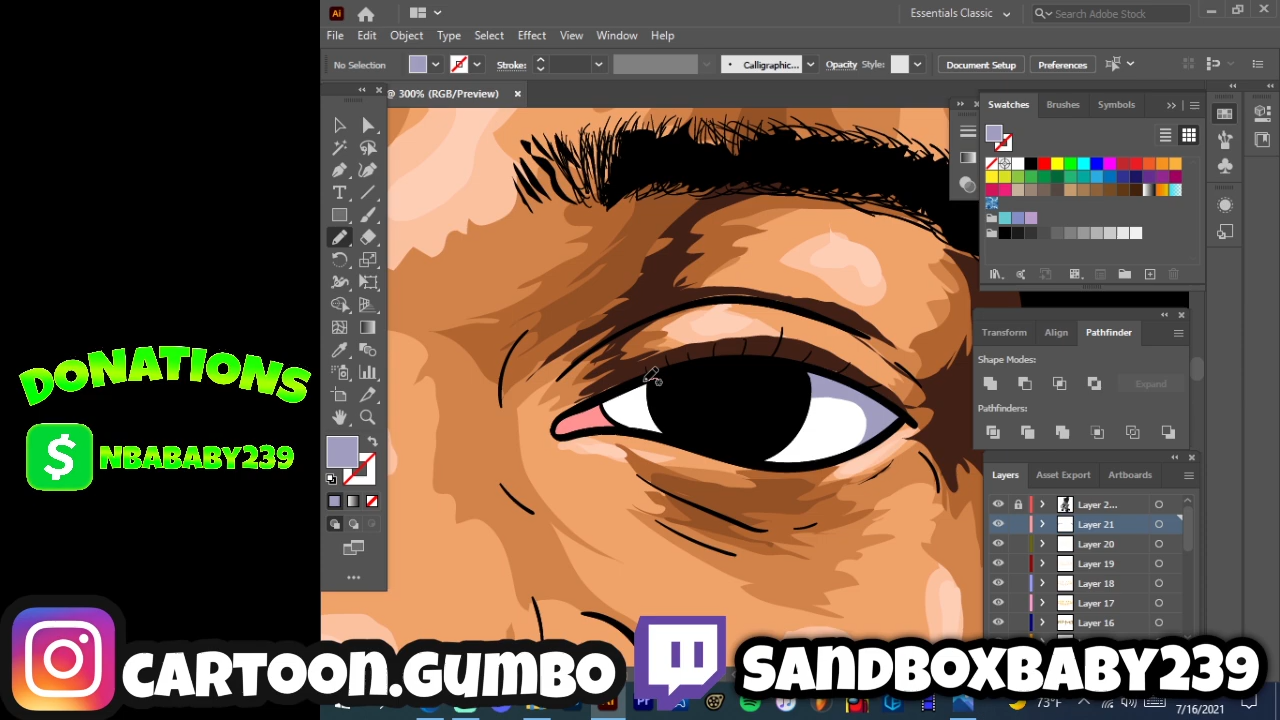 Ai
Essentials Classic
Search Adobe Stock
File Edit Object Type Select Effect View Window Help
No Selection
Stroke:
Calligraphic...
Opacity
Style:
Document Setup
Preferences
@ 300% (RGB/Preview)
Swatches
Brushes
Symbols
Transform
Align
Pathfinder
Shape Modes:
Expand
Pathfinders:
Layers
Asset Export
Artboards
Layer 2...
Layer 21
Layer 20
Layer 19
Layer 18
Layer 17
Layer 16
DONATIONS
$ NBABABY239
CARTOON.GUMBO
SANDBOXBABY239
Pr
73°F
7/16/2021